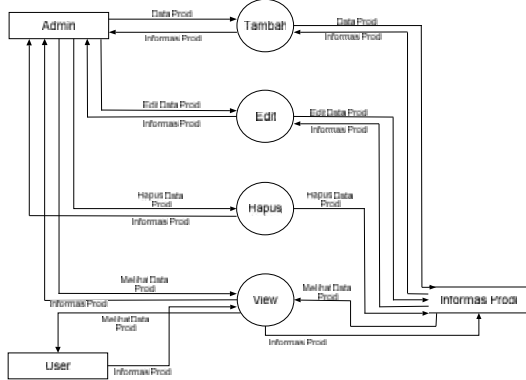 Admin
Data Prodi
Informasi Prodi
Tambah
Data Prodi
Informasi Prodi
Edit Data Prodi
Informasi Prodi
Edit
Edit Data Prodi
Informasi Prodi
Hapus Data
Prodi
Informasi Prodi
Hapus
Hapus Data
Prodi
Melihat Data
Prodi
Informasi Prodi
Melihat Data
Prodi
View
Melihat Data
Prodi
Informasi Prodi
Informasi Prodi
User
Informasi Prodi